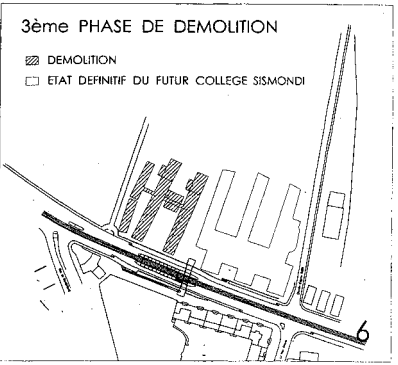 3ème PHASE DE DEMOLITION
DEMOLITION
ETAT DEFINITIF DU FUTUR COLLEGE SISMONDI
6